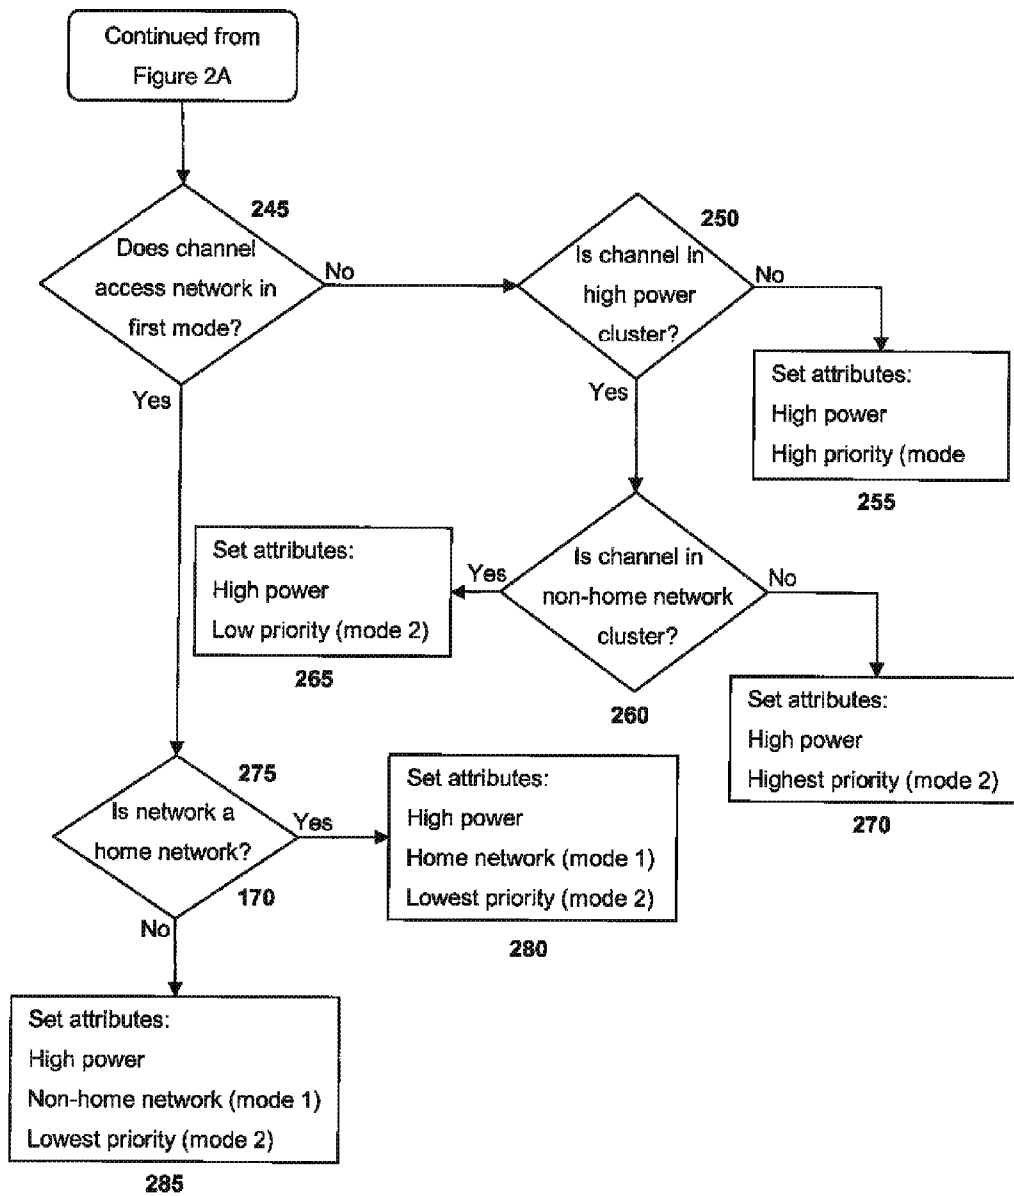 Continued from
Figure 2A
245
Does channel
access network in
first mode?
No
Yes
250
Is channel in
high power
cluster?
No
Yes
Set attributes:
High power
High priority (mode
255
Is channel in
non-home network
cluster?
Yes
No
260
Set attributes:
High power
Low priority (mode 2)
265
Set attributes:
High power
Highest priority (mode 2)
270
275
Is network a
home network?
Yes
170
No
Set attributes:
High power
Home network (mode 1)
Lowest priority (mode 2)
280
Set attributes:
High power
Non-home network (mode 1)
Lowest priority (mode 2)
285